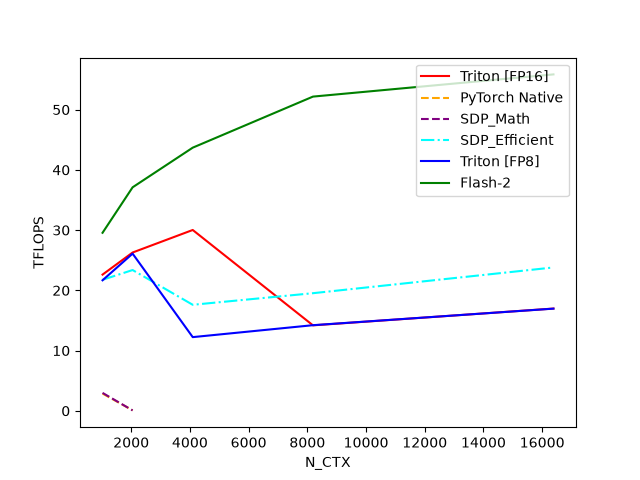 Triton [FP16]
PyTorch Native
SDP_Math
SDP_Efficient
Triton [FP8]
Flash-2
50
40
30
20
10
0
TFLOPS
2000 4000 6000 8000 10000 12000 14000 16000
N_CTX